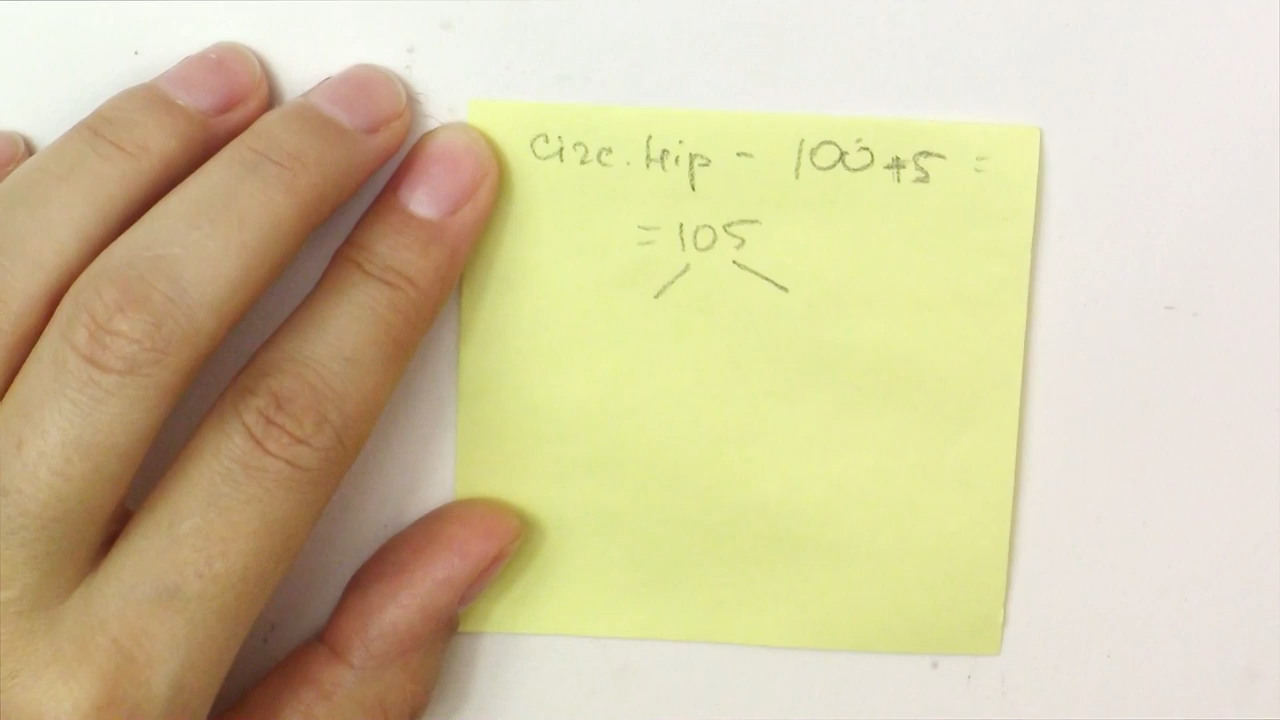 Circ. hip - 100 + 5 =
= 105